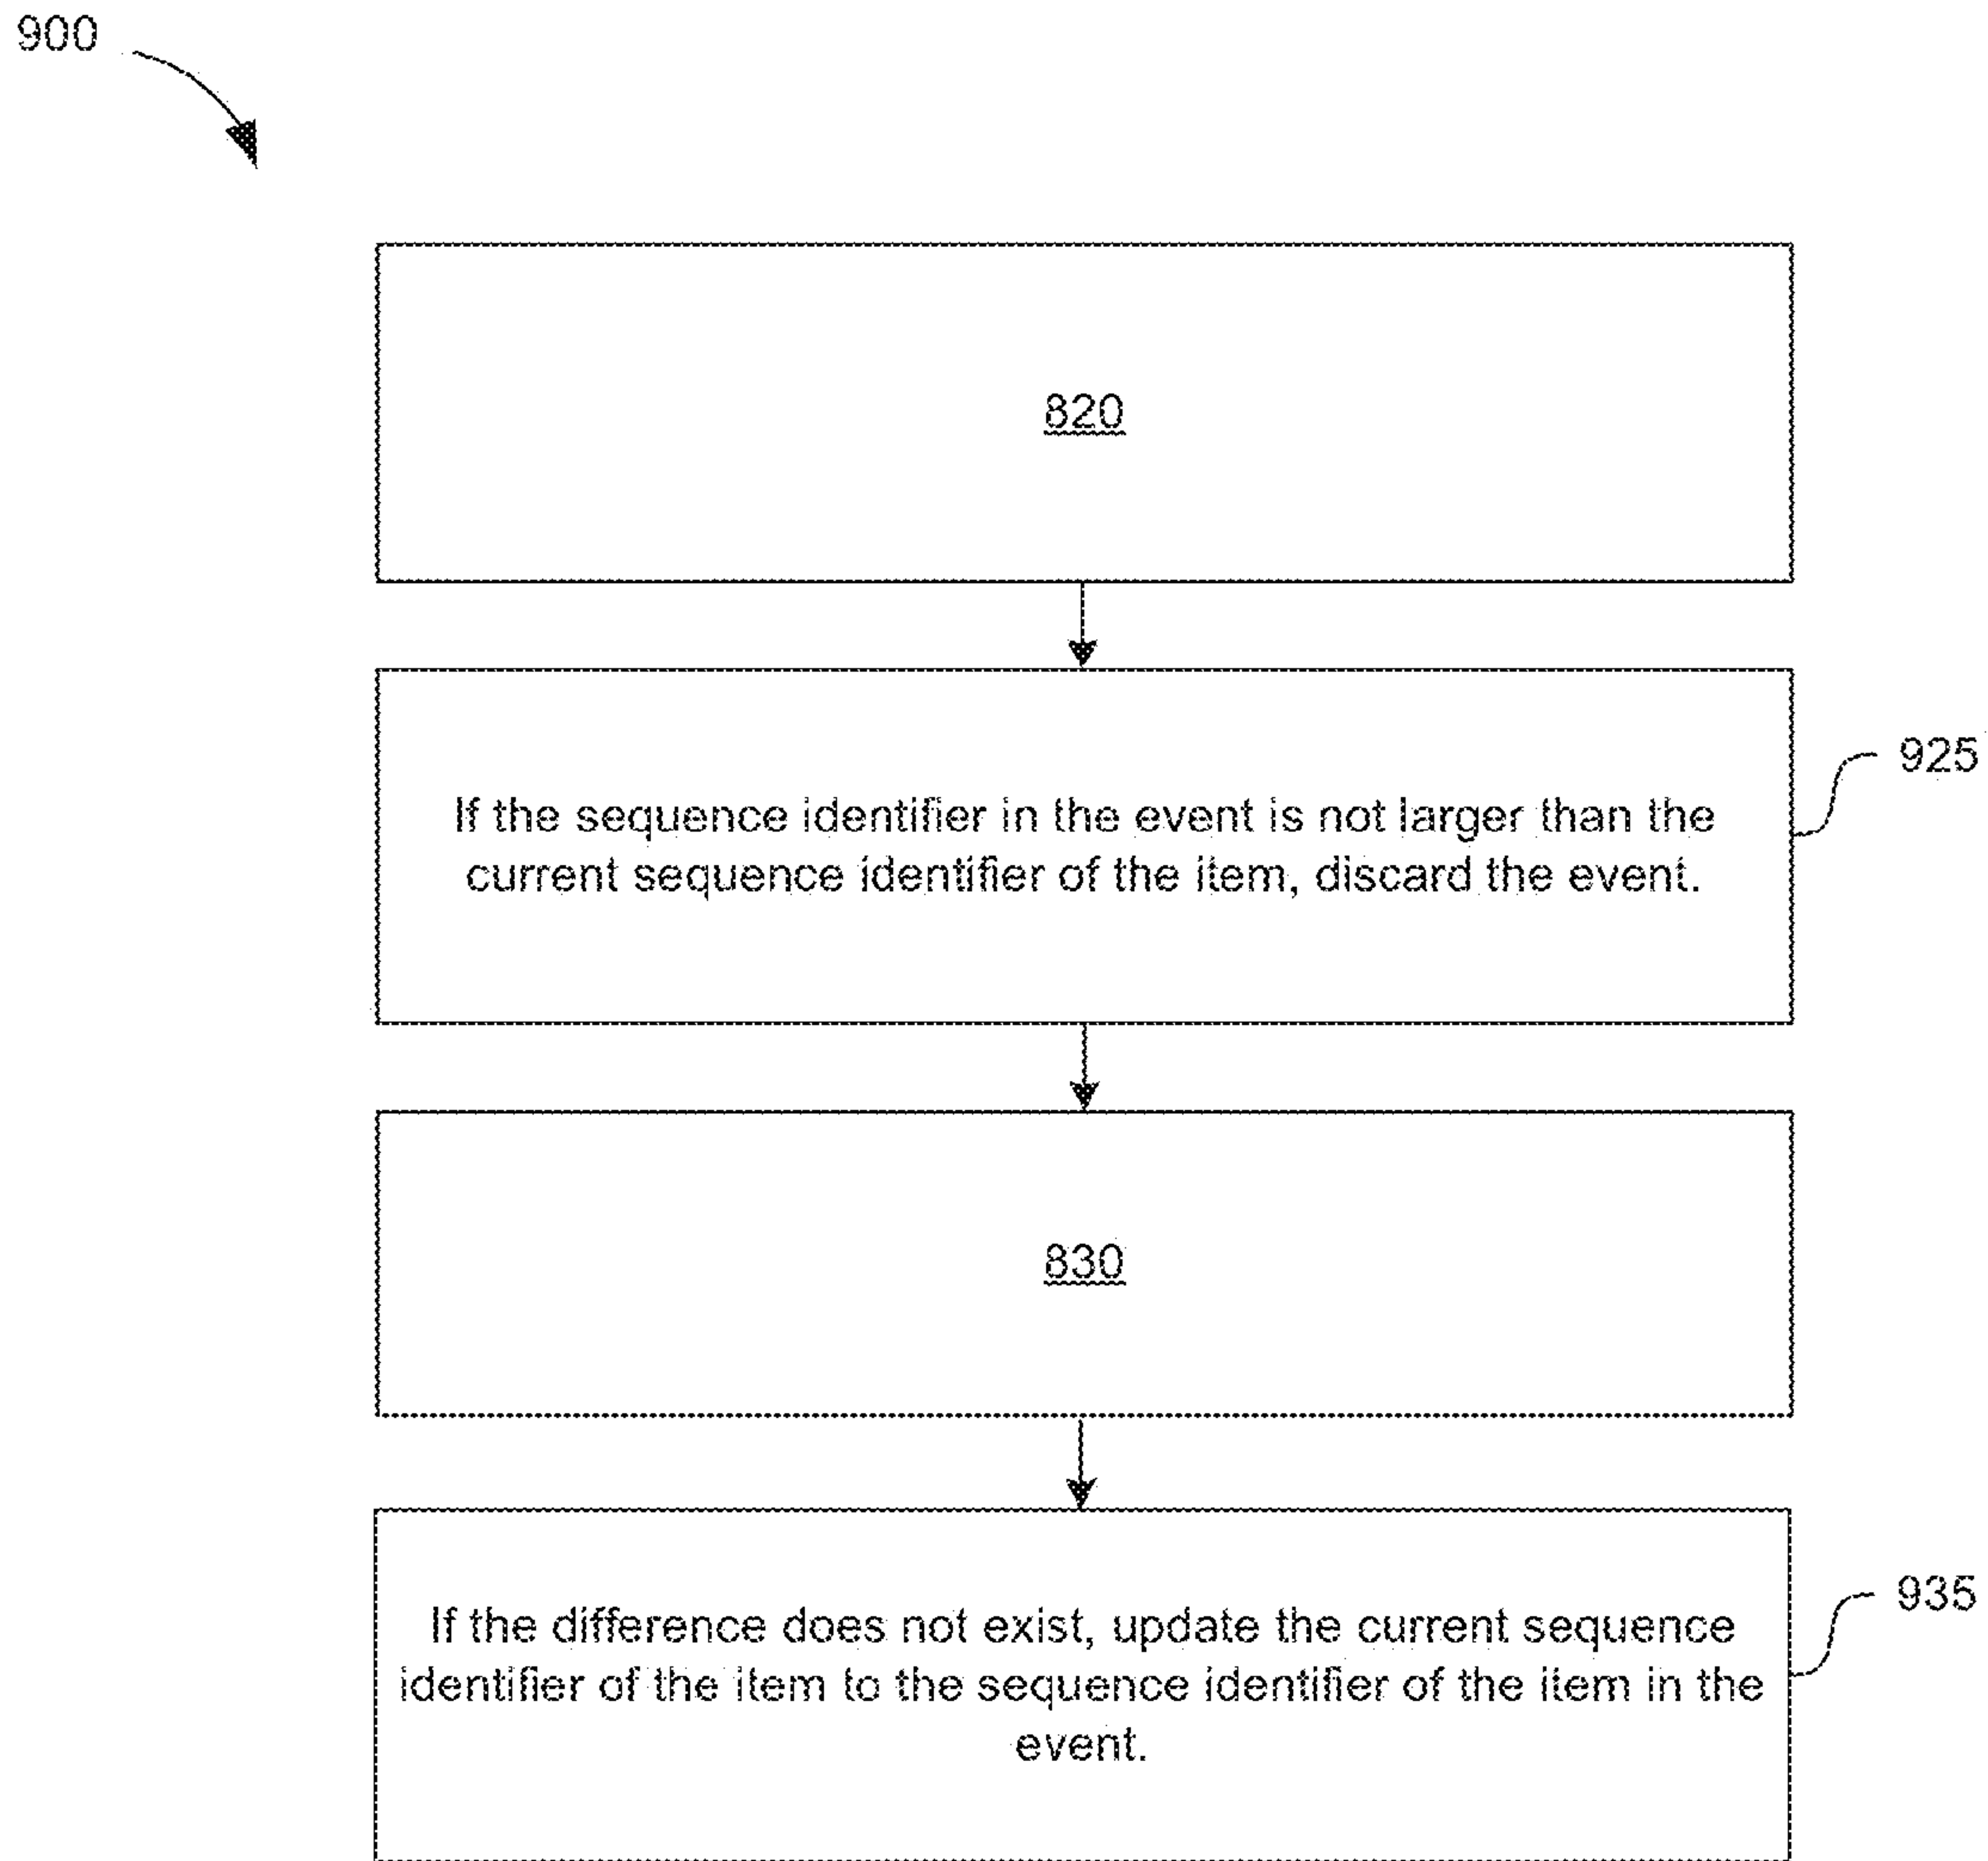 900
820
If the sequence identifier in the event is not larger than the
current sequence identifier of the item, discard the event.
925
830
If the difference does not exist, update the current sequence
identifier of the item to the sequence identifier of the item in the
event.
935